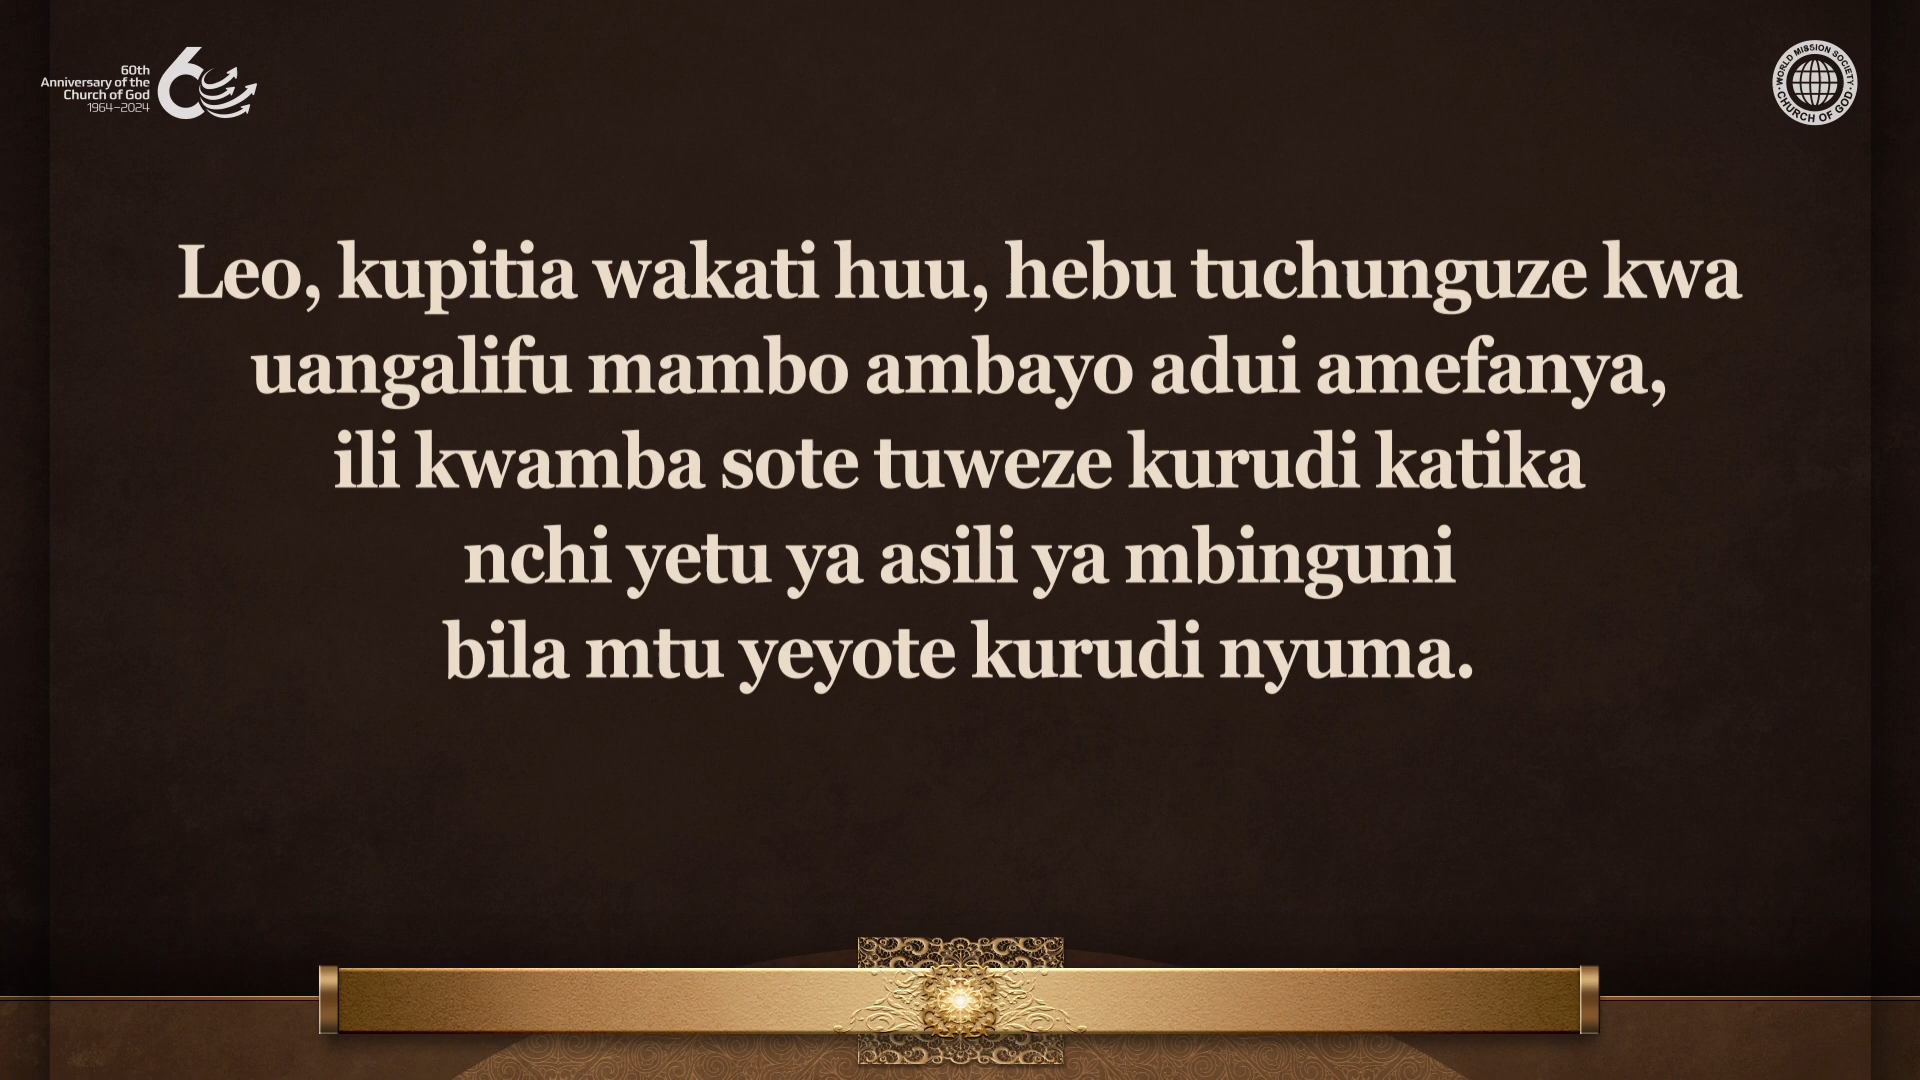 60th
Anniversary of the
Church of God
1964–2024
WORLD MISSION SOCIETY
CHURCH OF GOD
Leo, kupitia wakati huu, hebu tuchunguze kwa
uangalifu mambo ambayo adui amefanya,
ili kwamba sote tuweze kurudi katika
nchi yetu ya asili ya mbinguni
bila mtu yeyote kurudi nyuma.